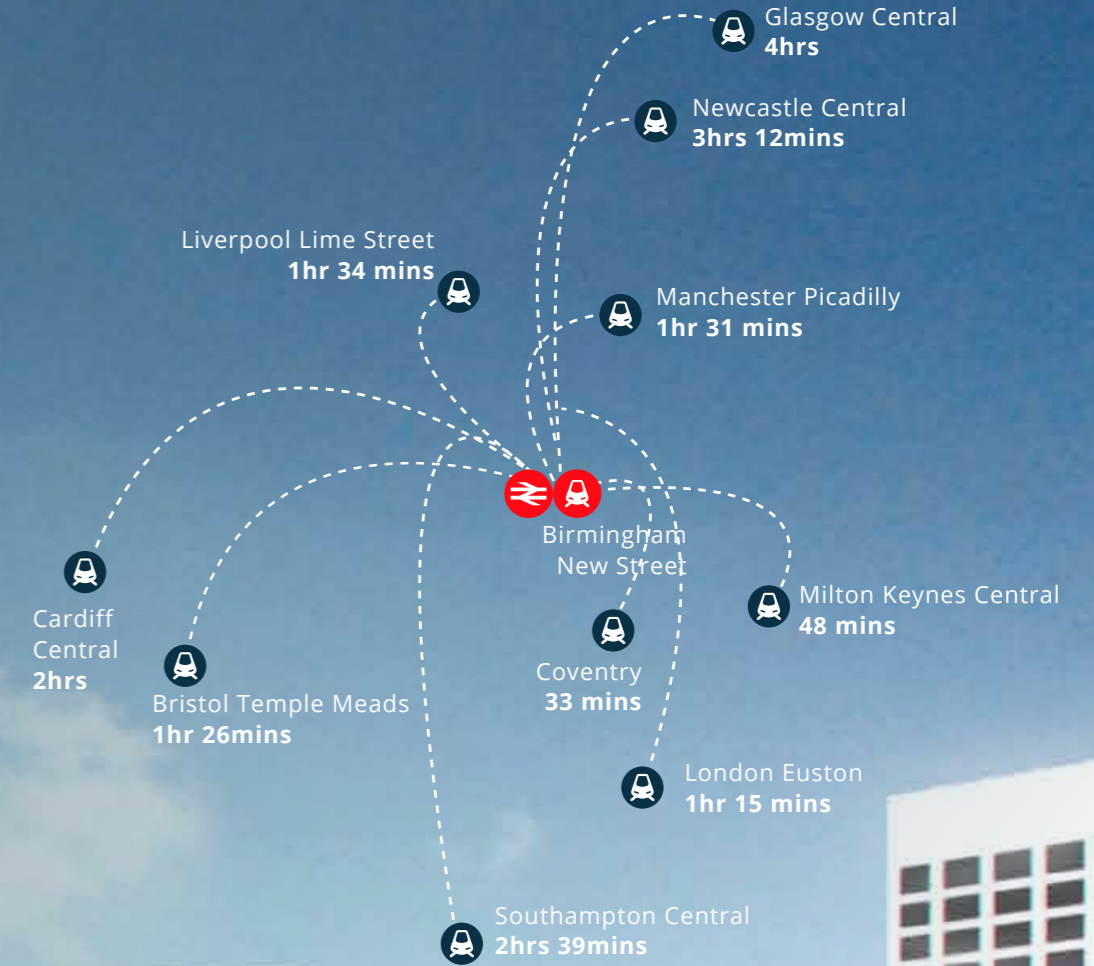 Glasgow Central
4hrs
Newcastle Central
3hrs 12mins
Liverpool Lime Street
1hr 34 mins
Manchester Picadilly
1hr 31 mins
Birmingham
New Street
Cardiff
Central
2hrs
Bristol Temple Meads
1hr 26mins
Milton Keynes Central
48 mins
Coventry
33 mins
London Euston
1hr 15 mins
Southampton Central
2hrs 39mins